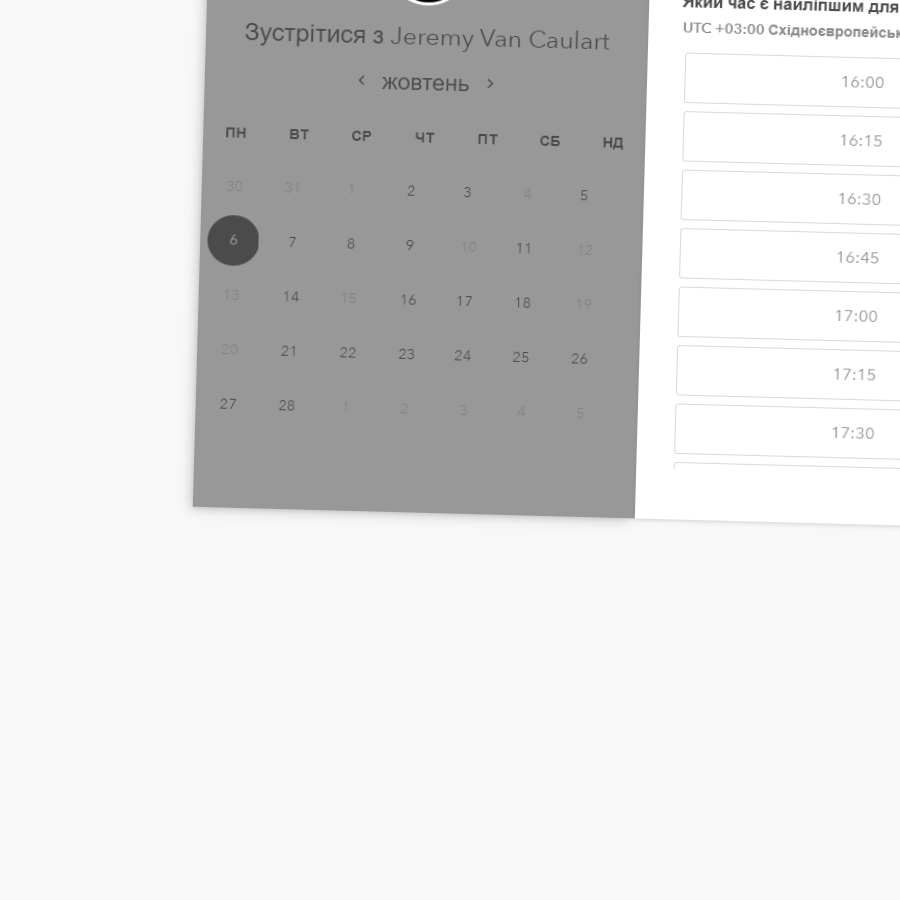 Зустрітися з Jeremy Van Caulart
жовтень
ПН ВТ СР ЧТ ПТ СБ НД
30 31 1 2 3 4 5
6 7 8 9 10 11 12
13 14 15 16 17 18 19
20 21 22 23 24 25 26
27 28 1 2 3 4 5
Який час є найліпшим для
UTC +03:00
16:00
16:15
16:30
16:45
17:00
17:15
17:30